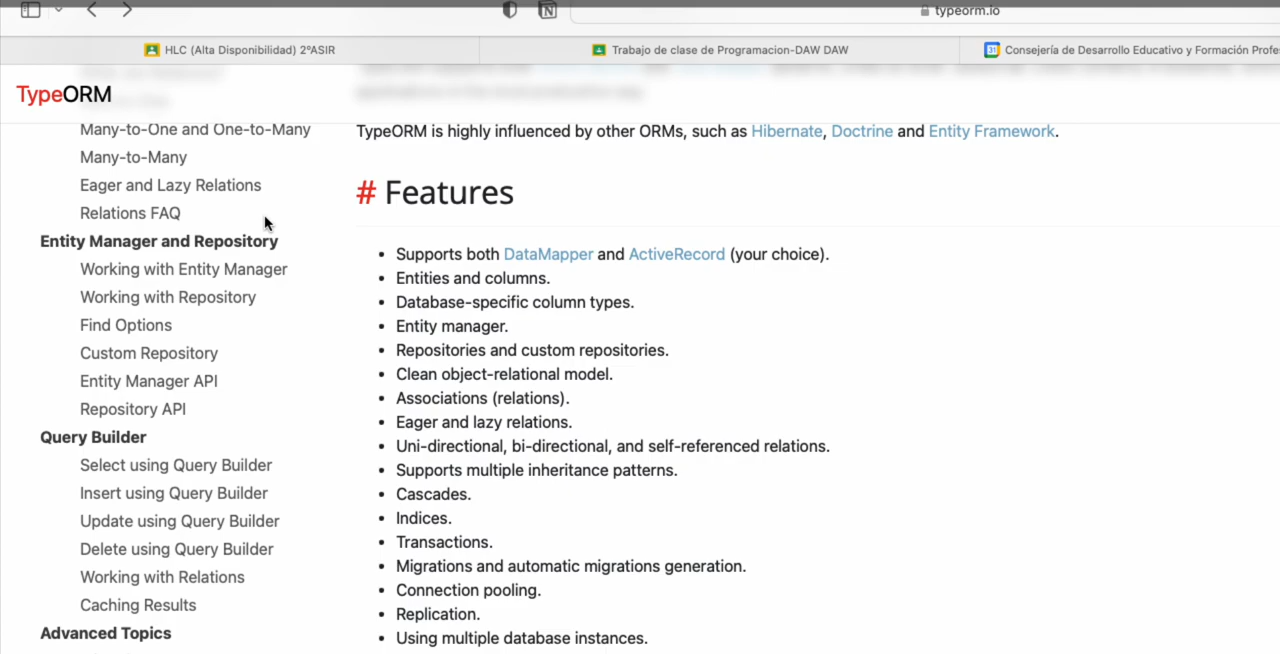 typeorm.io
HLC (Alta Disponibilidad) 2ºASIR
Trabajo de clase de Programacion-DAW DAW
Consejería de Desarrollo Educativo y Formación Profe
TypeORM
Many-to-One and One-to-Many
Many-to-Many
Eager and Lazy Relations
Relations FAQ
Entity Manager and Repository
Working with Entity Manager
Working with Repository
Find Options
Custom Repository
Entity Manager API
Repository API
Query Builder
Select using Query Builder
Insert using Query Builder
Update using Query Builder
Delete using Query Builder
Working with Relations
Caching Results
Advanced Topics
TypeORM is highly influenced by other ORMs, such as Hibernate, Doctrine and Entity Framework.
# Features
• Supports both DataMapper and ActiveRecord (your choice).
• Entities and columns.
• Database-specific column types.
• Entity manager.
• Repositories and custom repositories.
• Clean object-relational model.
• Associations (relations).
• Eager and lazy relations.
• Uni-directional, bi-directional, and self-referenced relations.
• Supports multiple inheritance patterns.
• Cascades.
• Indices.
• Transactions.
• Migrations and automatic migrations generation.
• Connection pooling.
• Replication.
• Using multiple database instances.